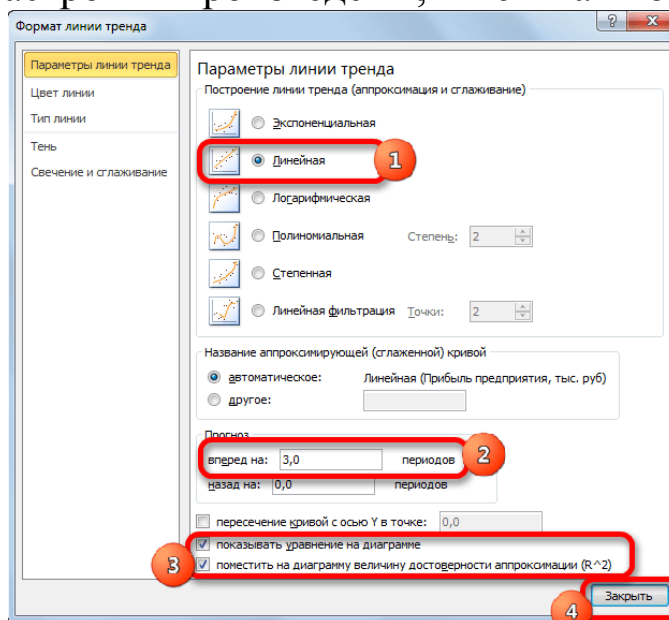 Формат линии тренда
Параметры линии тренда
Цвет линии
Тип линии
Тень
Свечение и сглаживание
Параметры линии тренда
Построение линии тренда (аппроксимация и сглаживание)
Экспоненциальная
Линейная
1
Логарифмическая
Полиномиальная Степень: 2
Степенная
Линейная фильтрация Точки: 2
Название аппроксимирующей (сглаженной) кривой
автоматическое: Линейная (Прибыль предприятия, тыс. руб)
другое:
Прогноз
вперед на: 3,0 периодов
2
назад на: 0,0 периодов
пересечение кривой с осью Y в точке: 0,0
показывать уравнение на диаграмме
3
поместить на диаграмму величину достоверности аппроксимации (R^2)
4
Закрыть